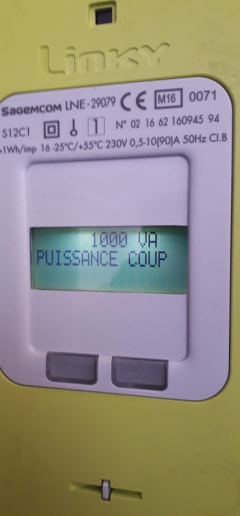 LINKY
SAGEMCOM LNE-29079 CE M16 0071
S12C1 1 N° 02 16 62 160945 94
1Wh/imp 16 -25°C/+55°C 230V 0,5-10(90)A 50Hz Cl.B
1000 VA
PUISSANCE COUP